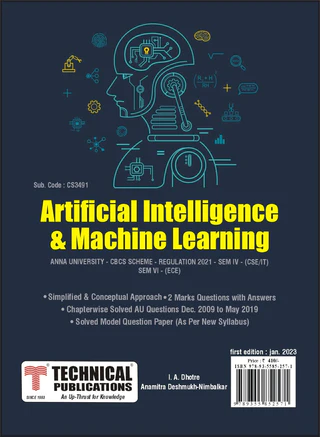 Sub. Code : CS3491
Artificial Intelligence
& Machine Learning
ANNA UNIVERSITY - CBCS SCHEME - REGULATION 2021 - SEM IV - (CSE/IT)
SEM VI - (ECE)
• Simplified & Conceptual Approach • 2 Marks Questions with Answers
• Chapterwise Solved AU Questions Dec. 2009 to May 2019
• Solved Model Question Paper (As Per New Syllabus)
first edition : jan. 2023
I. A. Dhotre
Anamitra Deshmukh-Nimbalkar
TECHNICAL
PUBLICATIONS
SINCE 1993
An Up-Thrust for Knowledge